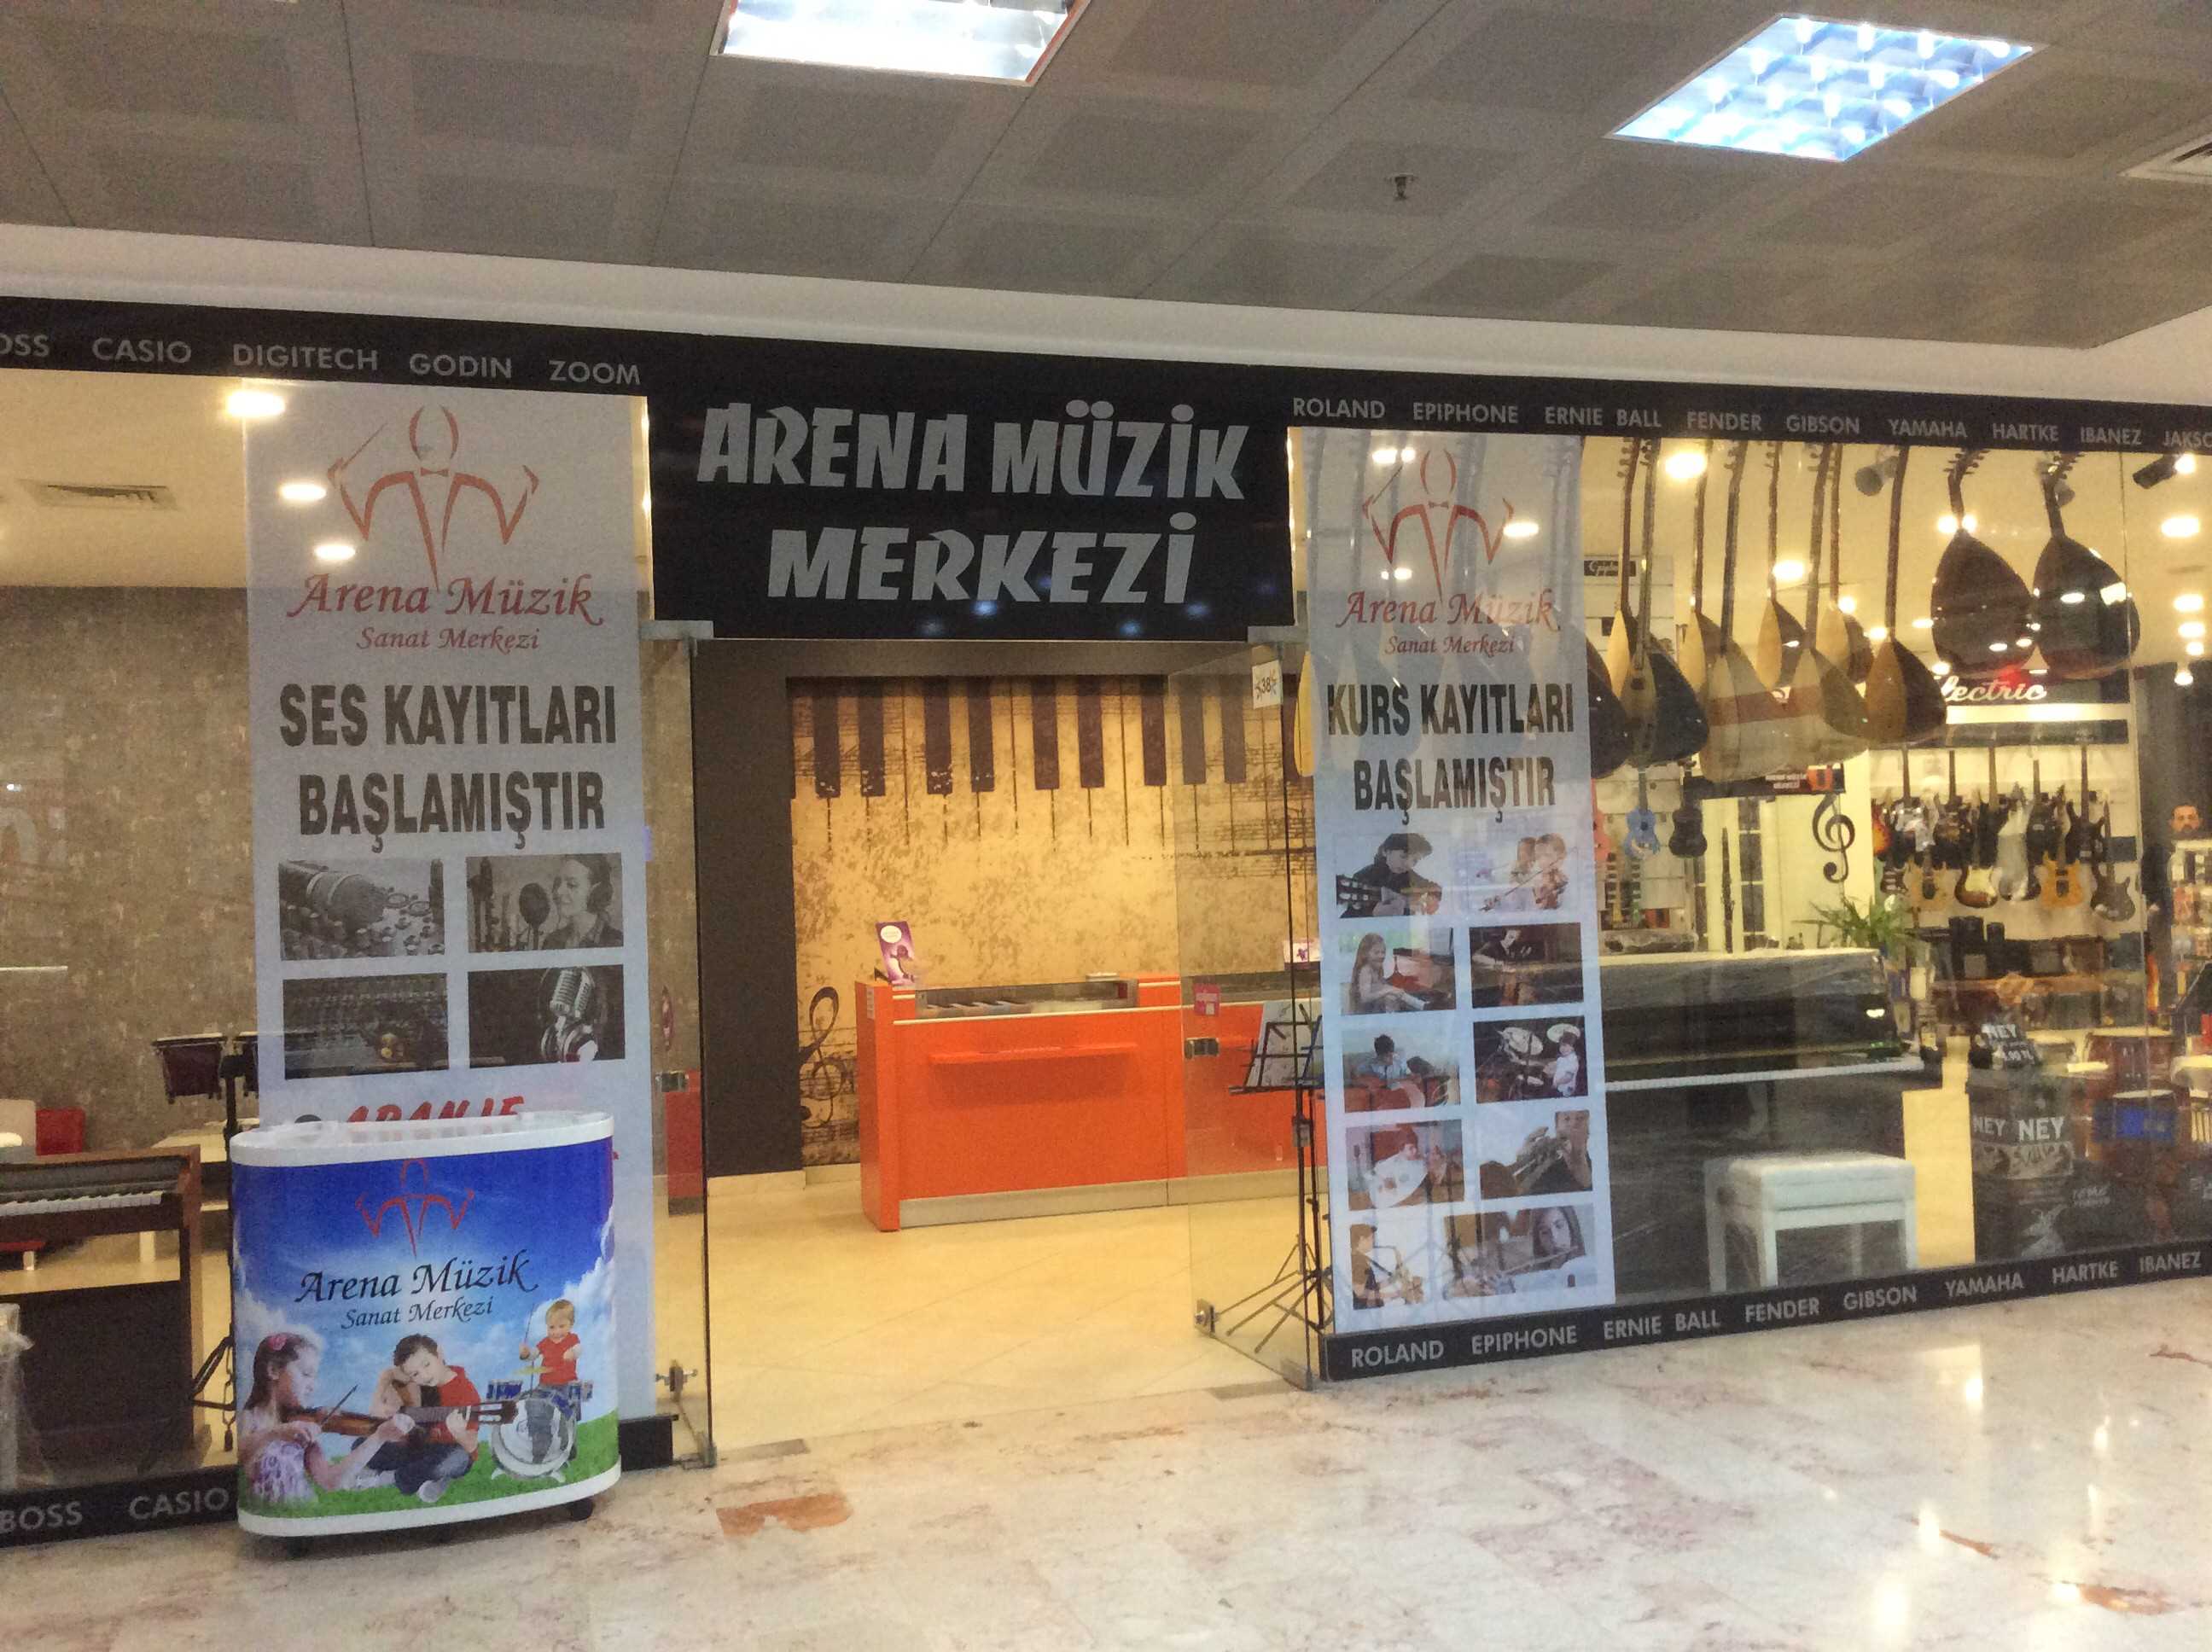 CASIO DIGITECH GODIN ZOOM
ARENA MÜZİK
MERKEZİ
ROLAND EPIPHONE ERNIE BALL FENDER GIBSON YAMAHA HARTKE IBANEZ
Arena Müzik
Sanat Merkezi
SES KAYITLARI
BAŞLAMIŞTIR
Arena Müzik
Sanat Merkezi
KURS KAYITLARI
BAŞLAMIŞTIR
38
NEY
NEY NEY
Arena Müzik
Sanat Merkezi
BOSS CASIO
ROLAND EPIPHONE ERNIE BALL FENDER GIBSON YAMAHA HARTKE IBANEZ